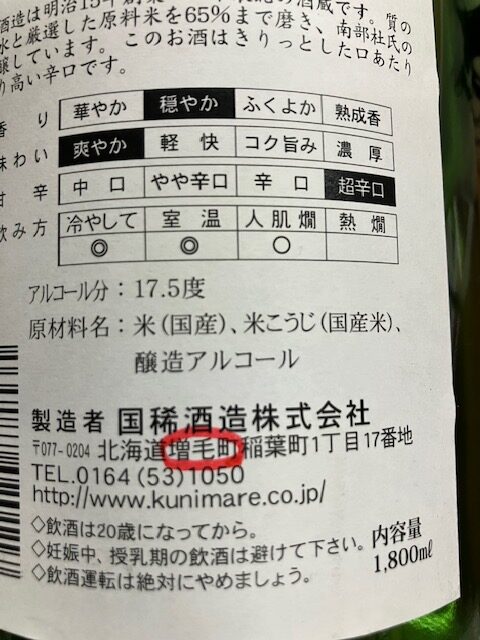 酒造は明治15年創業
の酒蔵です。質の
水と厳選した原料米を65%まで磨き、南部杜氏の
醸しています。このお酒はきりっとした口あたり
り高い辛口です。
香り 華やか 穏やか ふくよか 熟成香
味わい 爽やか 軽快 コク旨み 濃厚
甘辛 中口 やや辛口 辛口 超辛口
飲み方 冷やして 室温 人肌燗 熱燗
◎ ◎ ○
アルコール分：17.5度
原材料名：米(国産)、米こうじ(国産米)、
醸造アルコール
製造者 国稀酒造株式会社
〒077-0204 北海道増毛町稲葉町1丁目17番地
TEL.0164(53)1050
http://www.kunimare.co.jp/
◇飲酒は20歳になってから。
◇妊娠中、授乳期の飲酒は避けて下さい。
◇飲酒運転は絶対にやめましょう。
内容量
1,800ml